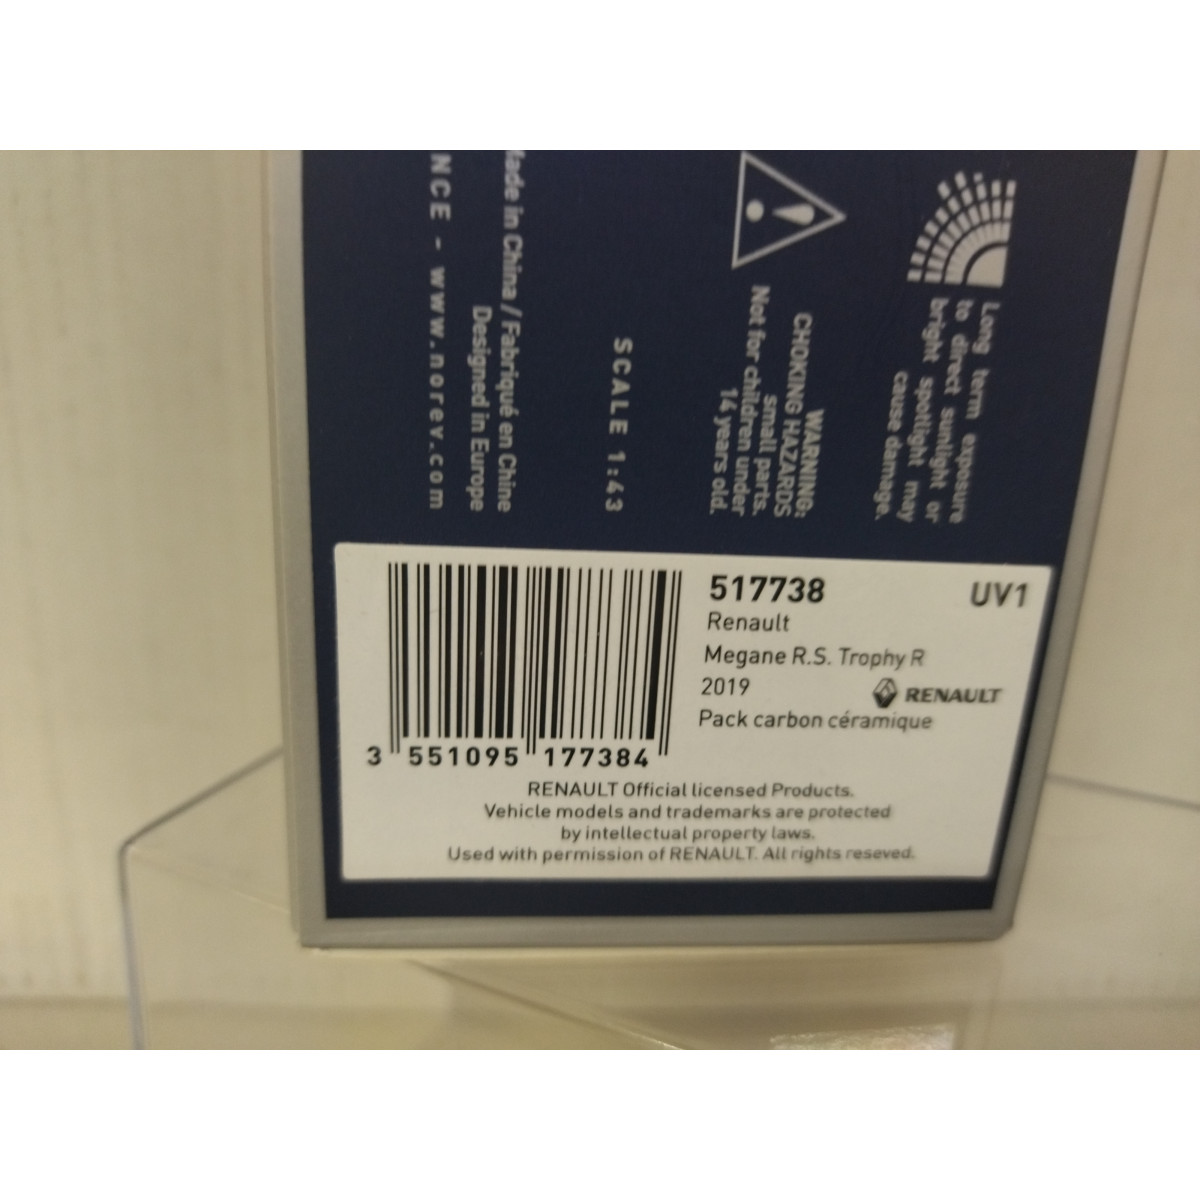 Long term exposure
to direct sunlight or
bright spotlight may
cause damage.
WARNING:
CHOKING HAZARDS
small parts.
Not for children under
14 years old.
SCALE 1:43
Made in China / Fabriqué en Chine
Designed in Europe
NCE - www.norev.com
517738
UV1
Renault
Megane R.S. Trophy R
2019
RENAULT
Pack carbon céramique
3 551095 177384
RENAULT Official licensed Products.
Vehicle models and trademarks are protected
by intellectual property laws.
Used with permission of RENAULT. All rights reseved.